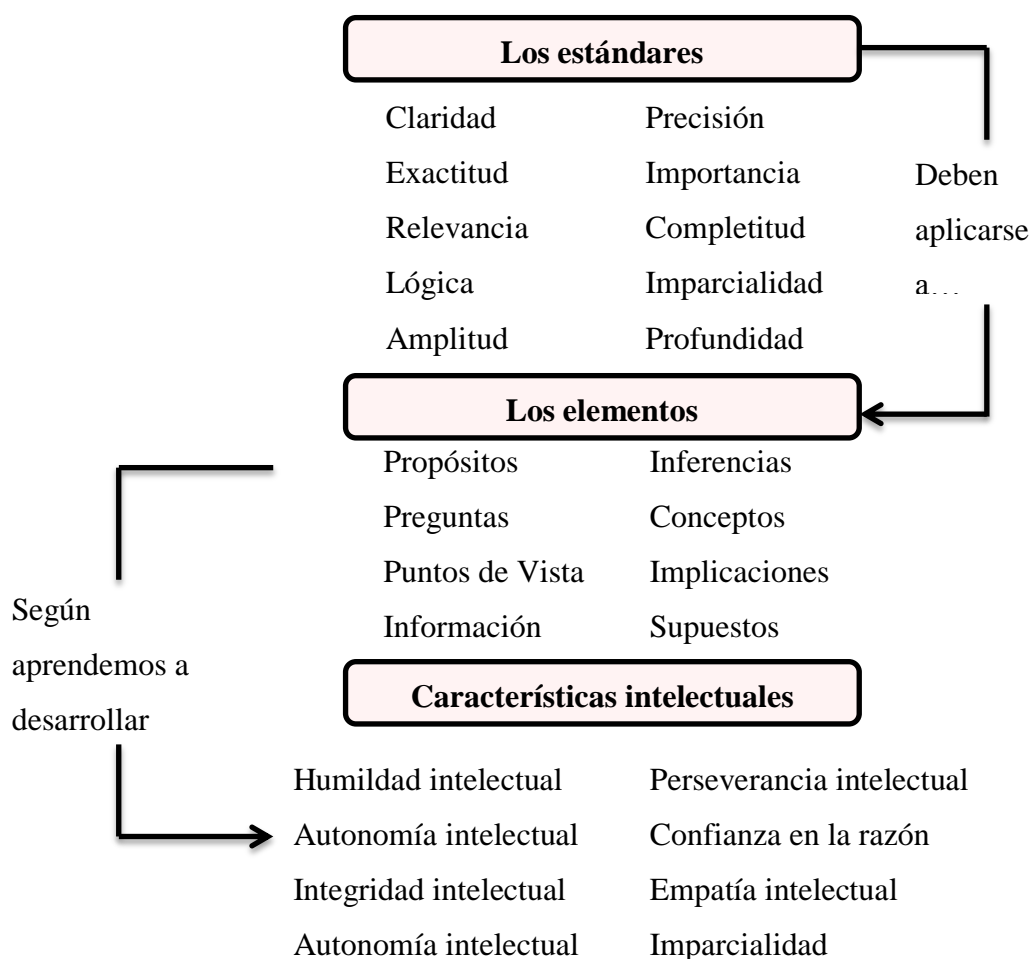 Los estándares
Claridad Precisión
Exactitud Importancia
Relevancia Completitud
Lógica Imparcialidad
Amplitud Profundidad
Deben
aplicarse
a…
Los elementos
Propósitos Inferencias
Preguntas Conceptos
Puntos de Vista Implicaciones
Información Supuestos
Según
aprendemos a
desarrollar
Características intelectuales
Humildad intelectual Perseverancia intelectual
Autonomía intelectual Confianza en la razón
Integridad intelectual Empatía intelectual
Autonomía intelectual Imparcialidad